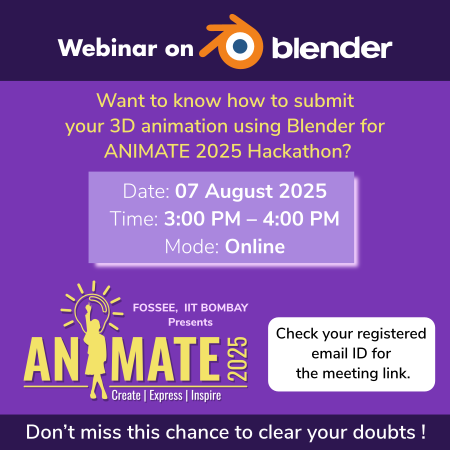 Webinar on blender
Want to know how to submit
your 3D animation using Blender for
ANIMATE 2025 Hackathon?
Date: 07 August 2025
Time: 3:00 PM – 4:00 PM
Mode: Online
FOSSEE, IIT BOMBAY
Presents
ANIMATE 2025
Create | Express | Inspire
Check your registered
email ID for
the meeting link.
Don't miss this chance to clear your doubts !